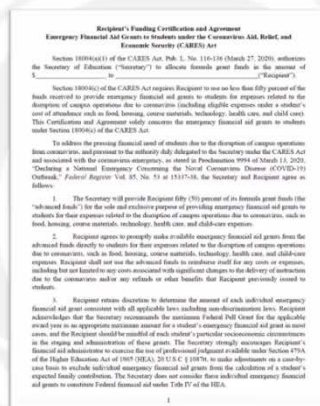 Recipient's Funding Certification and Agreement
Emergency Financial Aid Grants to Students under the Coronavirus Aid, Relief, and
Economic Security (CARES) Act
Section 18004(a)(1) of the CARES Act, Pub. L. No. 116-136 (March 27, 2020), authorizes
the Secretary of Education ("Secretary") to allocate formula grant funds in the amount of
$____________________ to ____________________ ("Recipient").
Section 18004(c) of the CARES Act requires Recipient to use no less than fifty percent of the
funds received to provide emergency financial aid grants to students for expenses related to the
disruption of campus operations due to coronavirus (including eligible expenses under a student's
cost of attendance such as food, housing, course materials, technology, health care, and child care).
This Certification and Agreement solely concerns the emergency financial aid grants to students
under Section 18004(c) of the CARES Act.
To address the pressing financial need of students due to the disruption of campus operations
from coronavirus, and pursuant to the authority duly delegated to the Secretary under the CARES Act
and associated with the coronavirus emergency, as stated in Proclamation 9994 of March 13, 2020,
"Declaring a National Emergency Concerning the Novel Coronavirus Disease (COVID-19)
Outbreak," Federal Register Vol. 85, No. 53 at 15337-38, the Secretary and Recipient agree as
follows:
1. The Secretary will provide Recipient fifty (50) percent of its formula grant funds (the
"advanced funds") for the sole and exclusive purpose of providing emergency financial aid grants to
students for their expenses related to the disruption of campus operations due to coronavirus, such as
food, housing, course materials, technology, health care, and child-care expenses.
2. Recipient agrees to promptly make available emergency financial aid grants from the
advanced funds directly to students for their expenses related to the disruption of campus operations
due to coronavirus, such as food, housing, course materials, technology, health care, and child-care
expenses. Recipient shall not use the advanced funds to reimburse itself for any costs or expenses,
including but not limited to any costs associated with significant changes to the delivery of instruction
due to the coronavirus and/or any refunds or other benefits that Recipient previously issued to
students.
3. Recipient retains discretion to determine the amount of each individual emergency
financial aid grant consistent with all applicable laws including non-discrimination laws. Recipient
acknowledges that the Secretary recommends the maximum Federal Pell Grant for the applicable
award year as an appropriate maximum amount for a student's emergency financial aid grant in most
cases, and the Recipient should be mindful of each student's particular socioeconomic circumstances
in the staging and administration of these grants. The Secretary strongly encourages Recipient's
financial aid administrator to exercise the use of professional judgment available under Section 479A
of the Higher Education Act of 1965 (HEA), 20 U.S.C § 1087tt, to make adjustments on a case-by-
case basis to exclude individual emergency financial aid grants from the calculation of a student's
expected family contribution. The Secretary does not consider these individual emergency financial
aid grants to constitute Federal financial aid under Title IV of the HEA.
1